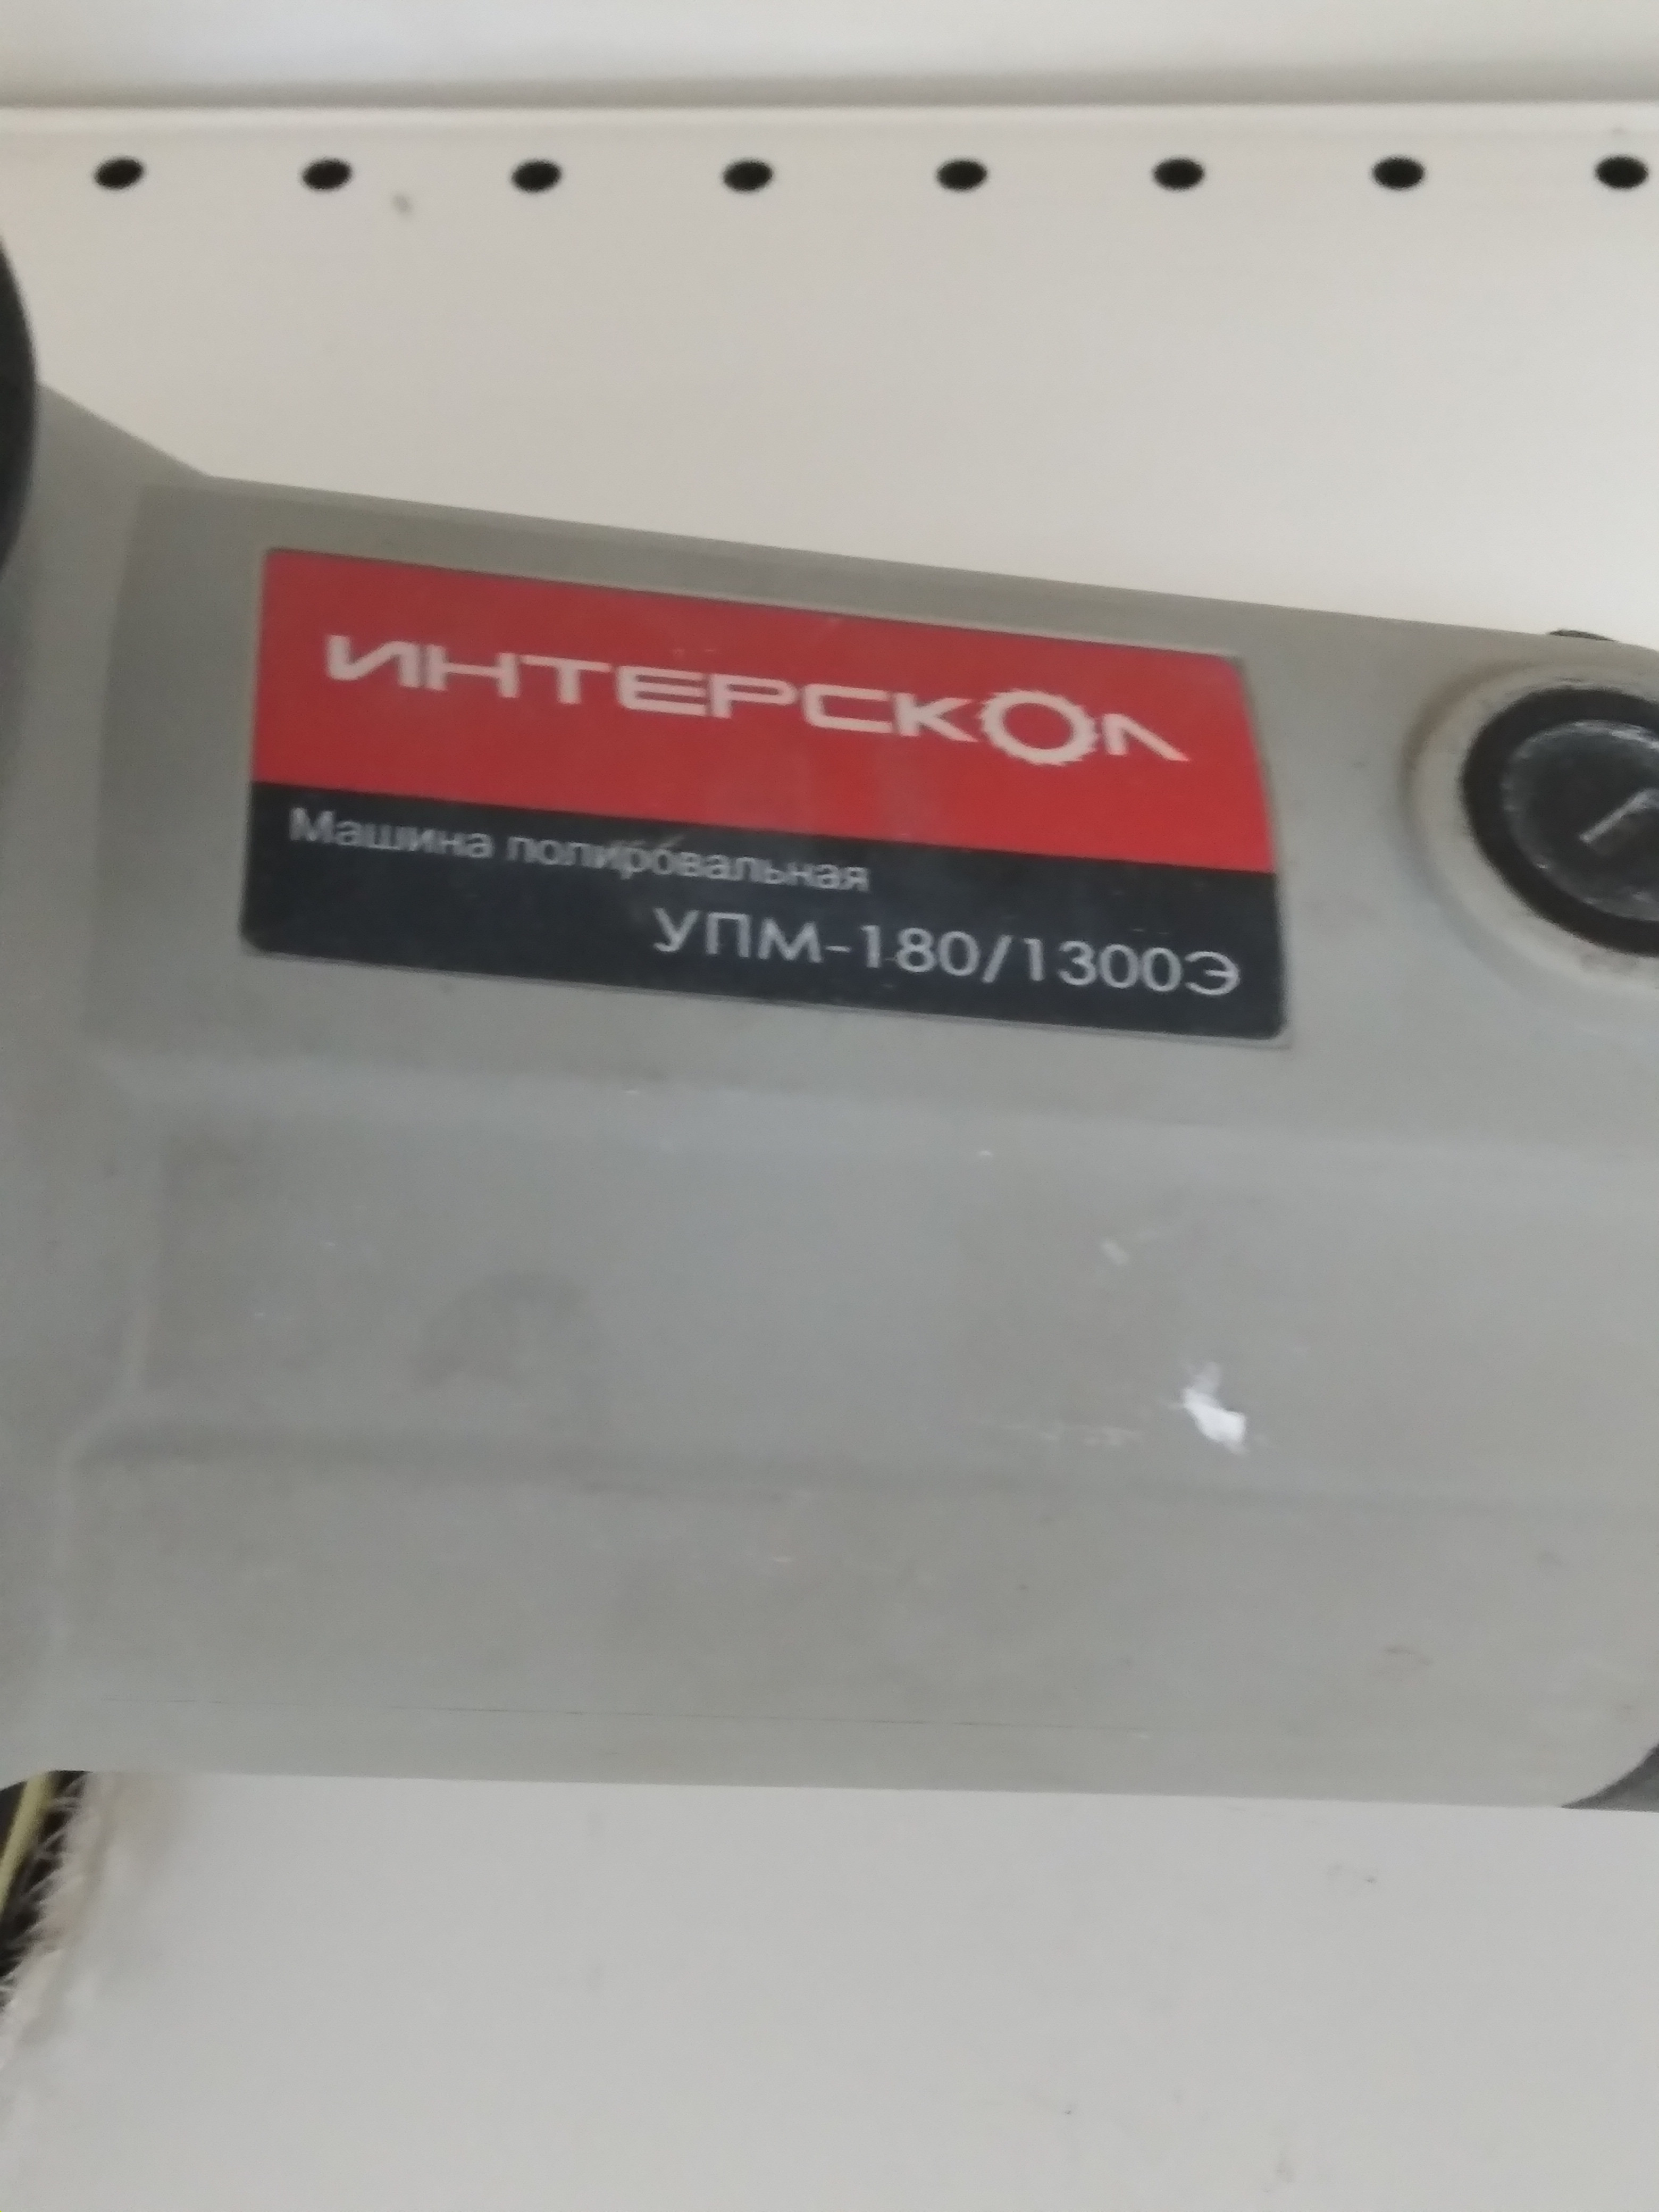 ИНТЕРСКОЛ
Машина полировальная
УПМ-180/1300Э